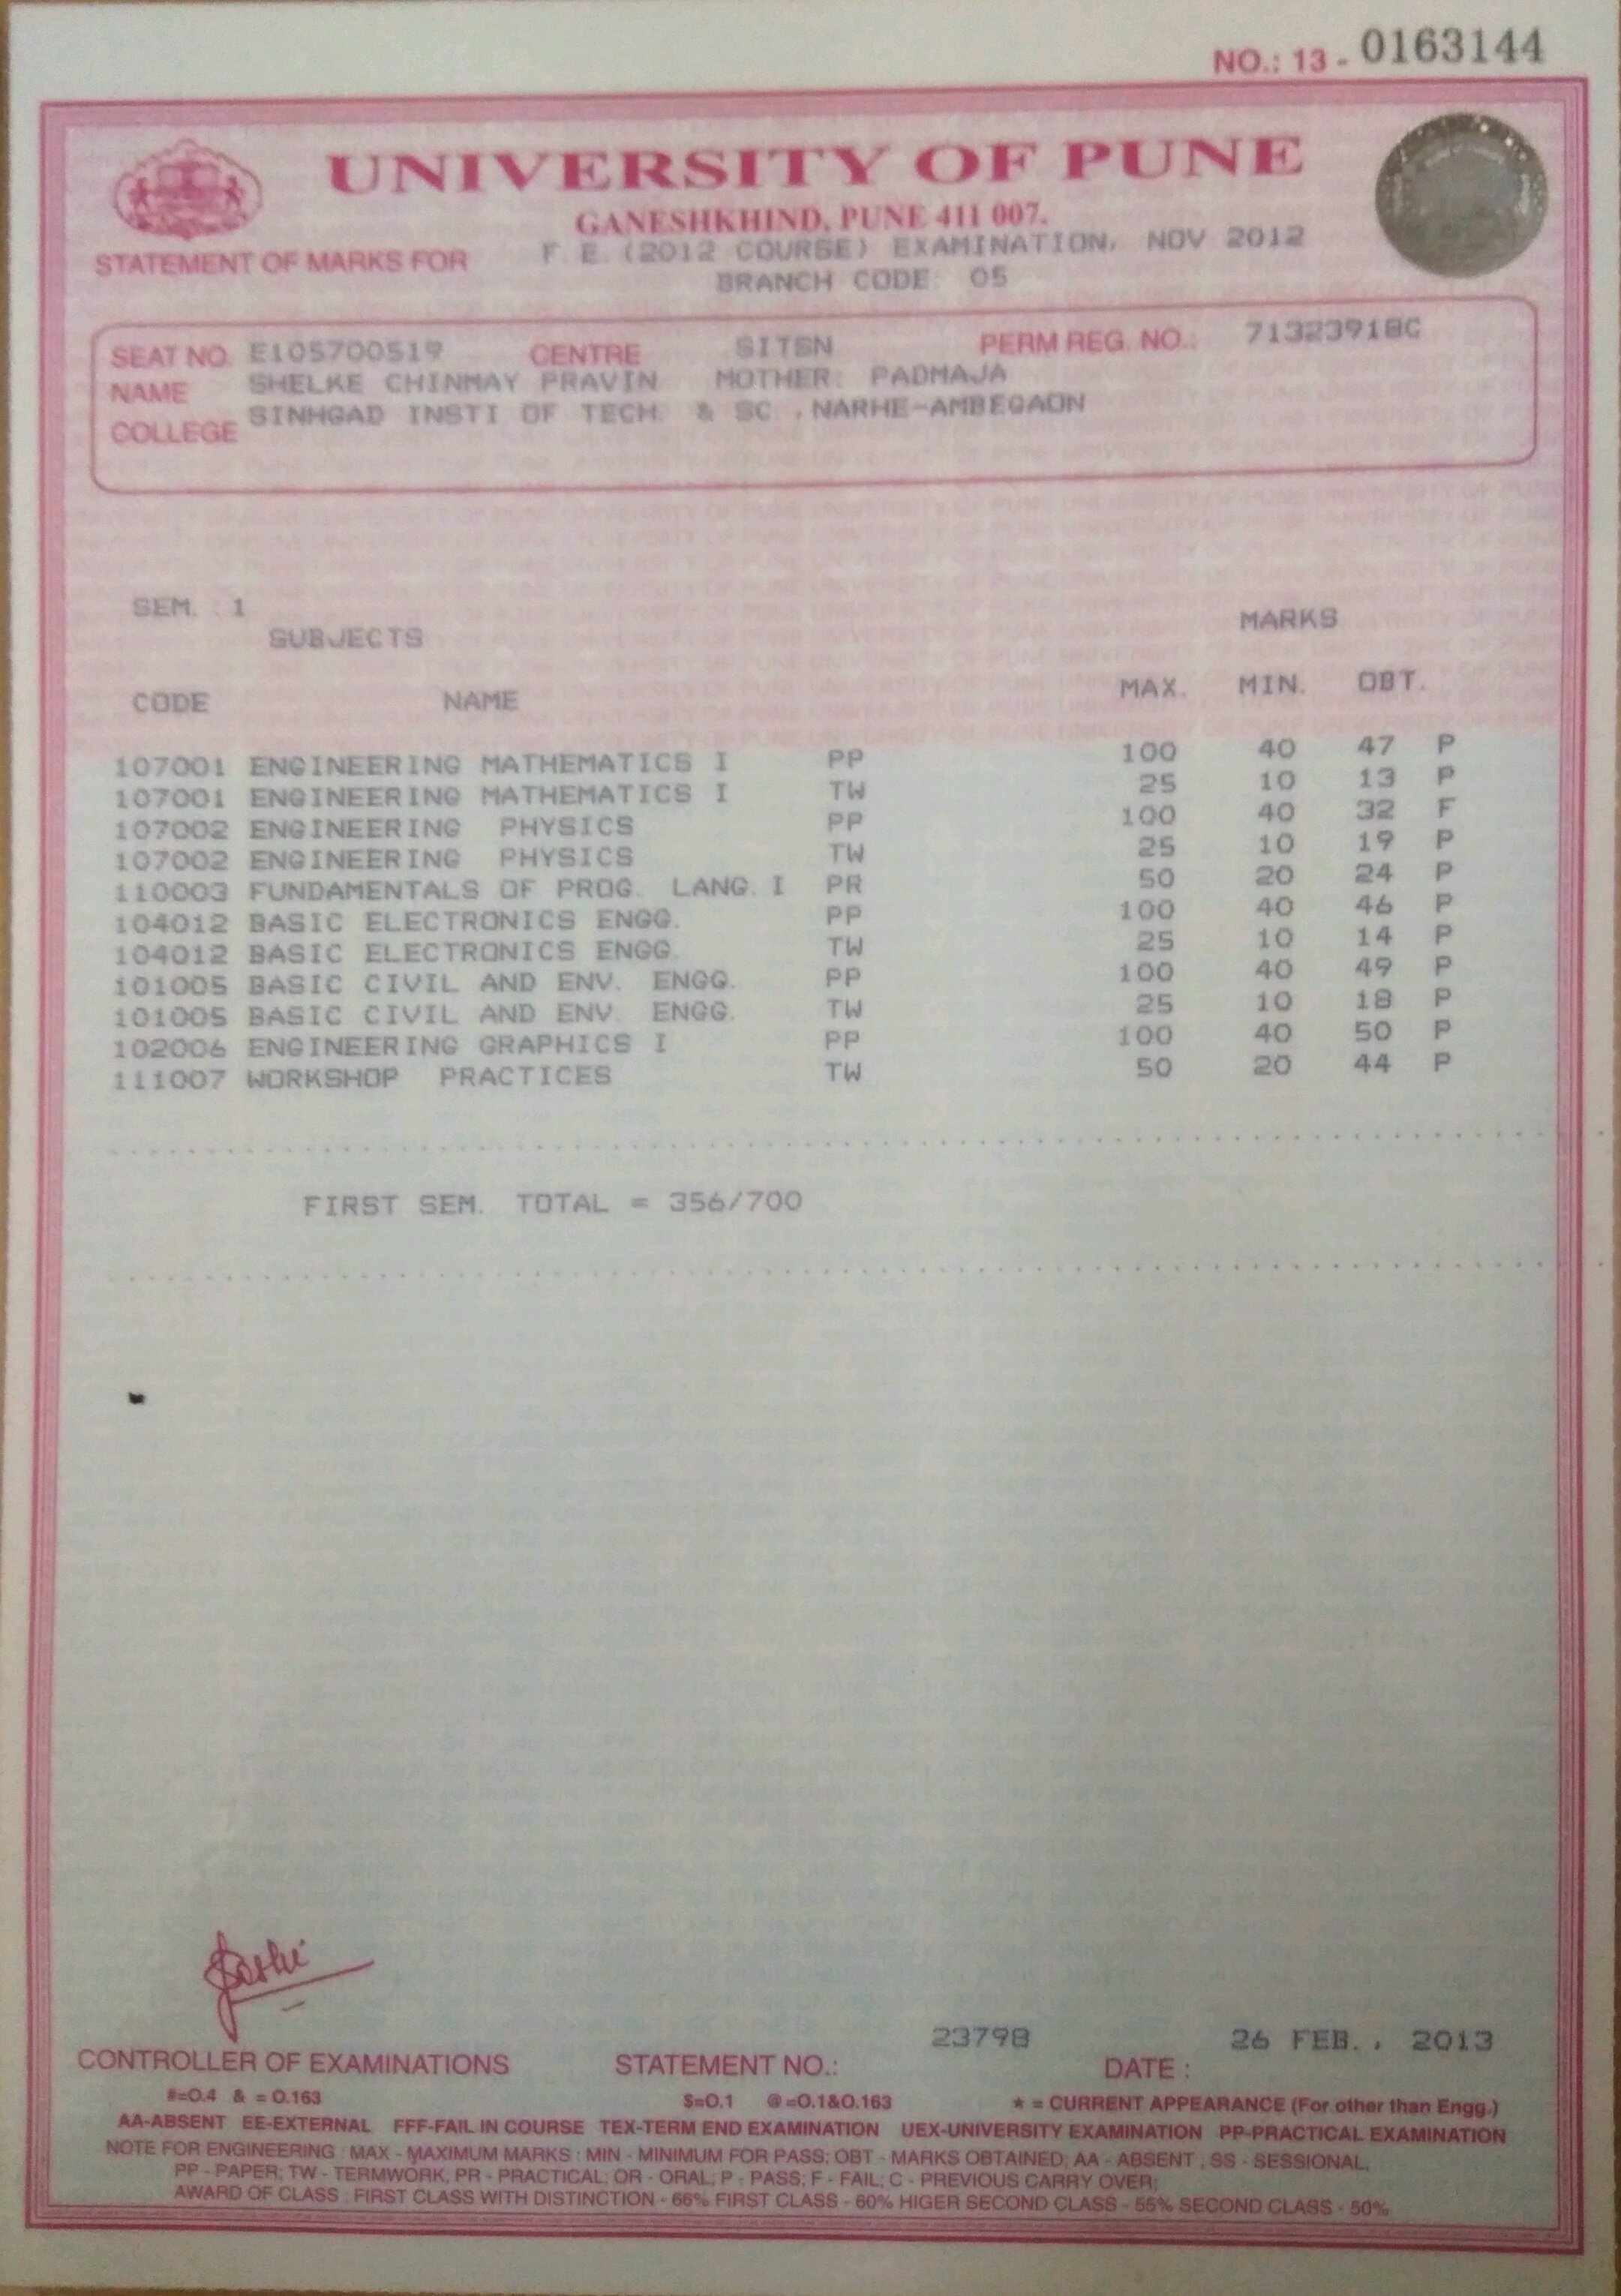 NO.: 13 - 0163144
UNIVERSITY OF PUNE
GANESHKHIND, PUNE 411 007.
STATEMENT OF MARKS FOR F. E. (2012 COURSE) EXAMINATION, NOV 2012
BRANCH CODE: 05
SEAT NO. E105700519 CENTRE SITSN PERM REG. NO.: 71323918C
NAME SHELKE CHINMAY PRAVIN MOTHER: PADMAJA
COLLEGE SINHGAD INSTI OF TECH. & SC., NARHE-AMBEGAON
SEM. : 1
MARKS
SUBJECTS
CODE NAME MAX. MIN. OBT.
107001 ENGINEERING MATHEMATICS I PP 100 40 47 P
107001 ENGINEERING MATHEMATICS I TW 25 10 13 P
107002 ENGINEERING PHYSICS PP 100 40 32 F
107002 ENGINEERING PHYSICS TW 25 10 19 P
110003 FUNDAMENTALS OF PROG. LANG. I PR 50 20 24 P
104012 BASIC ELECTRONICS ENGG. PP 100 40 46 P
104012 BASIC ELECTRONICS ENGG. TW 25 10 14 P
101005 BASIC CIVIL AND ENV. ENGG. PP 100 40 49 P
101005 BASIC CIVIL AND ENV. ENGG. TW 25 10 18 P
102006 ENGINEERING GRAPHICS I PP 100 40 50 P
111007 WORKSHOP PRACTICES TW 50 20 44 P
FIRST SEM. TOTAL = 356/700
Joshi
CONTROLLER OF EXAMINATIONS STATEMENT NO.: 23798 DATE : 26 FEB., 2013
#=0.4 & = 0.163 $=0.1 @=0.1&0.163 * = CURRENT APPEARANCE (For other than Engg.)
AA-ABSENT EE-EXTERNAL FFF-FAIL IN COURSE TEX-TERM END EXAMINATION UEX-UNIVERSITY EXAMINATION PP-PRACTICAL EXAMINATION
NOTE FOR ENGINEERING : MAX - MAXIMUM MARKS : MIN - MINIMUM FOR PASS; OBT - MARKS OBTAINED; AA - ABSENT , SS - SESSIONAL,
PP - PAPER; TW - TERMWORK, PR - PRACTICAL; OR - ORAL; P - PASS; F - FAIL; C - PREVIOUS CARRY OVER;
AWARD OF CLASS : FIRST CLASS WITH DISTINCTION - 66% FIRST CLASS - 60% HIGER SECOND CLASS - 55% SECOND CLASS - 50%